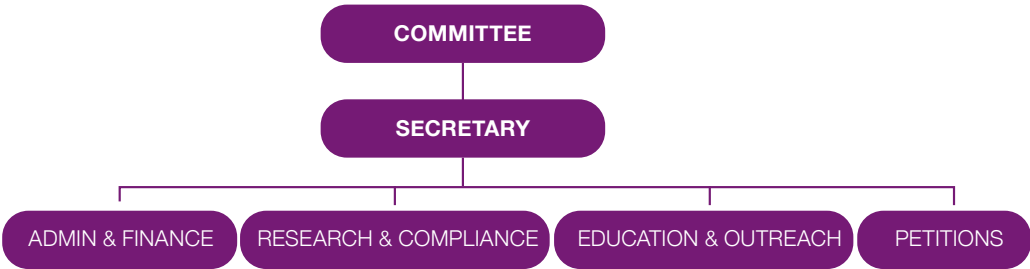 COMMITTEE
SECRETARY
ADMIN & FINANCE
RESEARCH & COMPLIANCE
EDUCATION & OUTREACH
PETITIONS